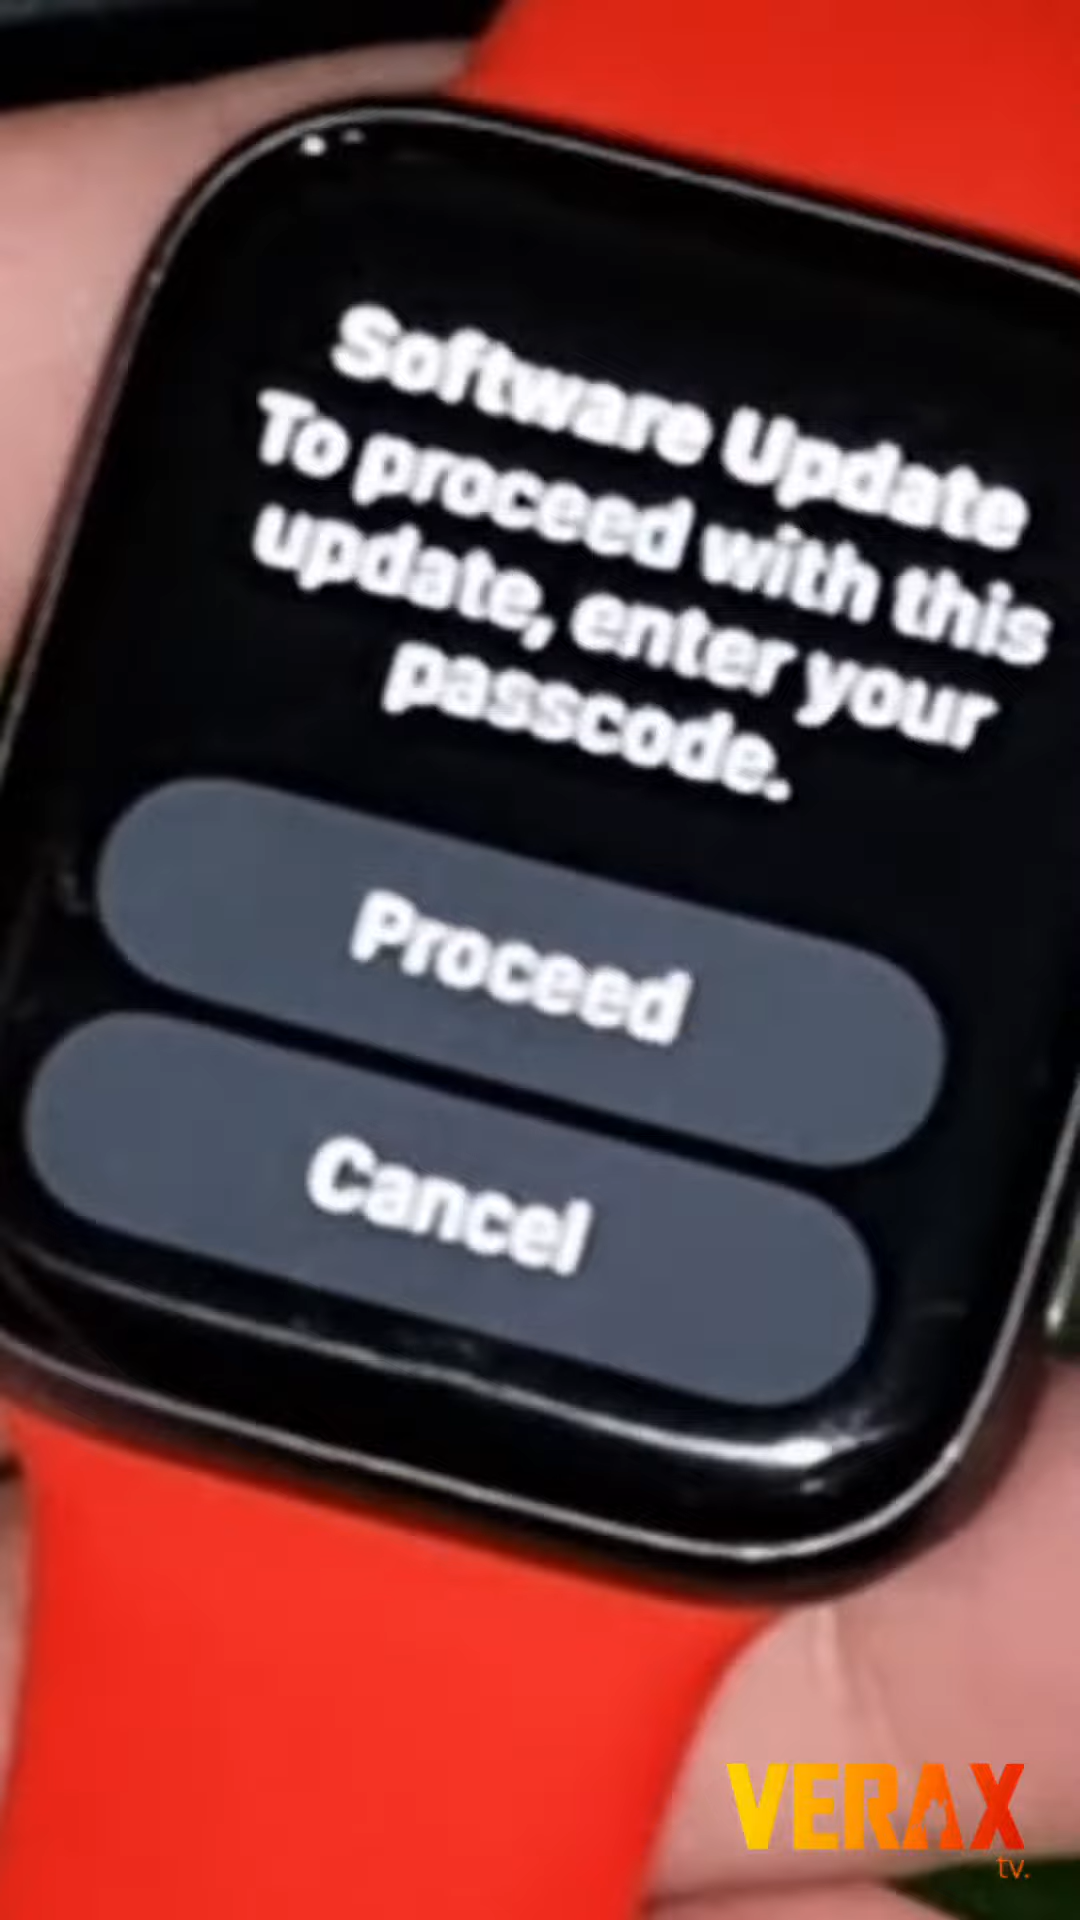 Software Update
To proceed with this
update, enter your
passcode.
Proceed
Cancel
VERAX
tv.